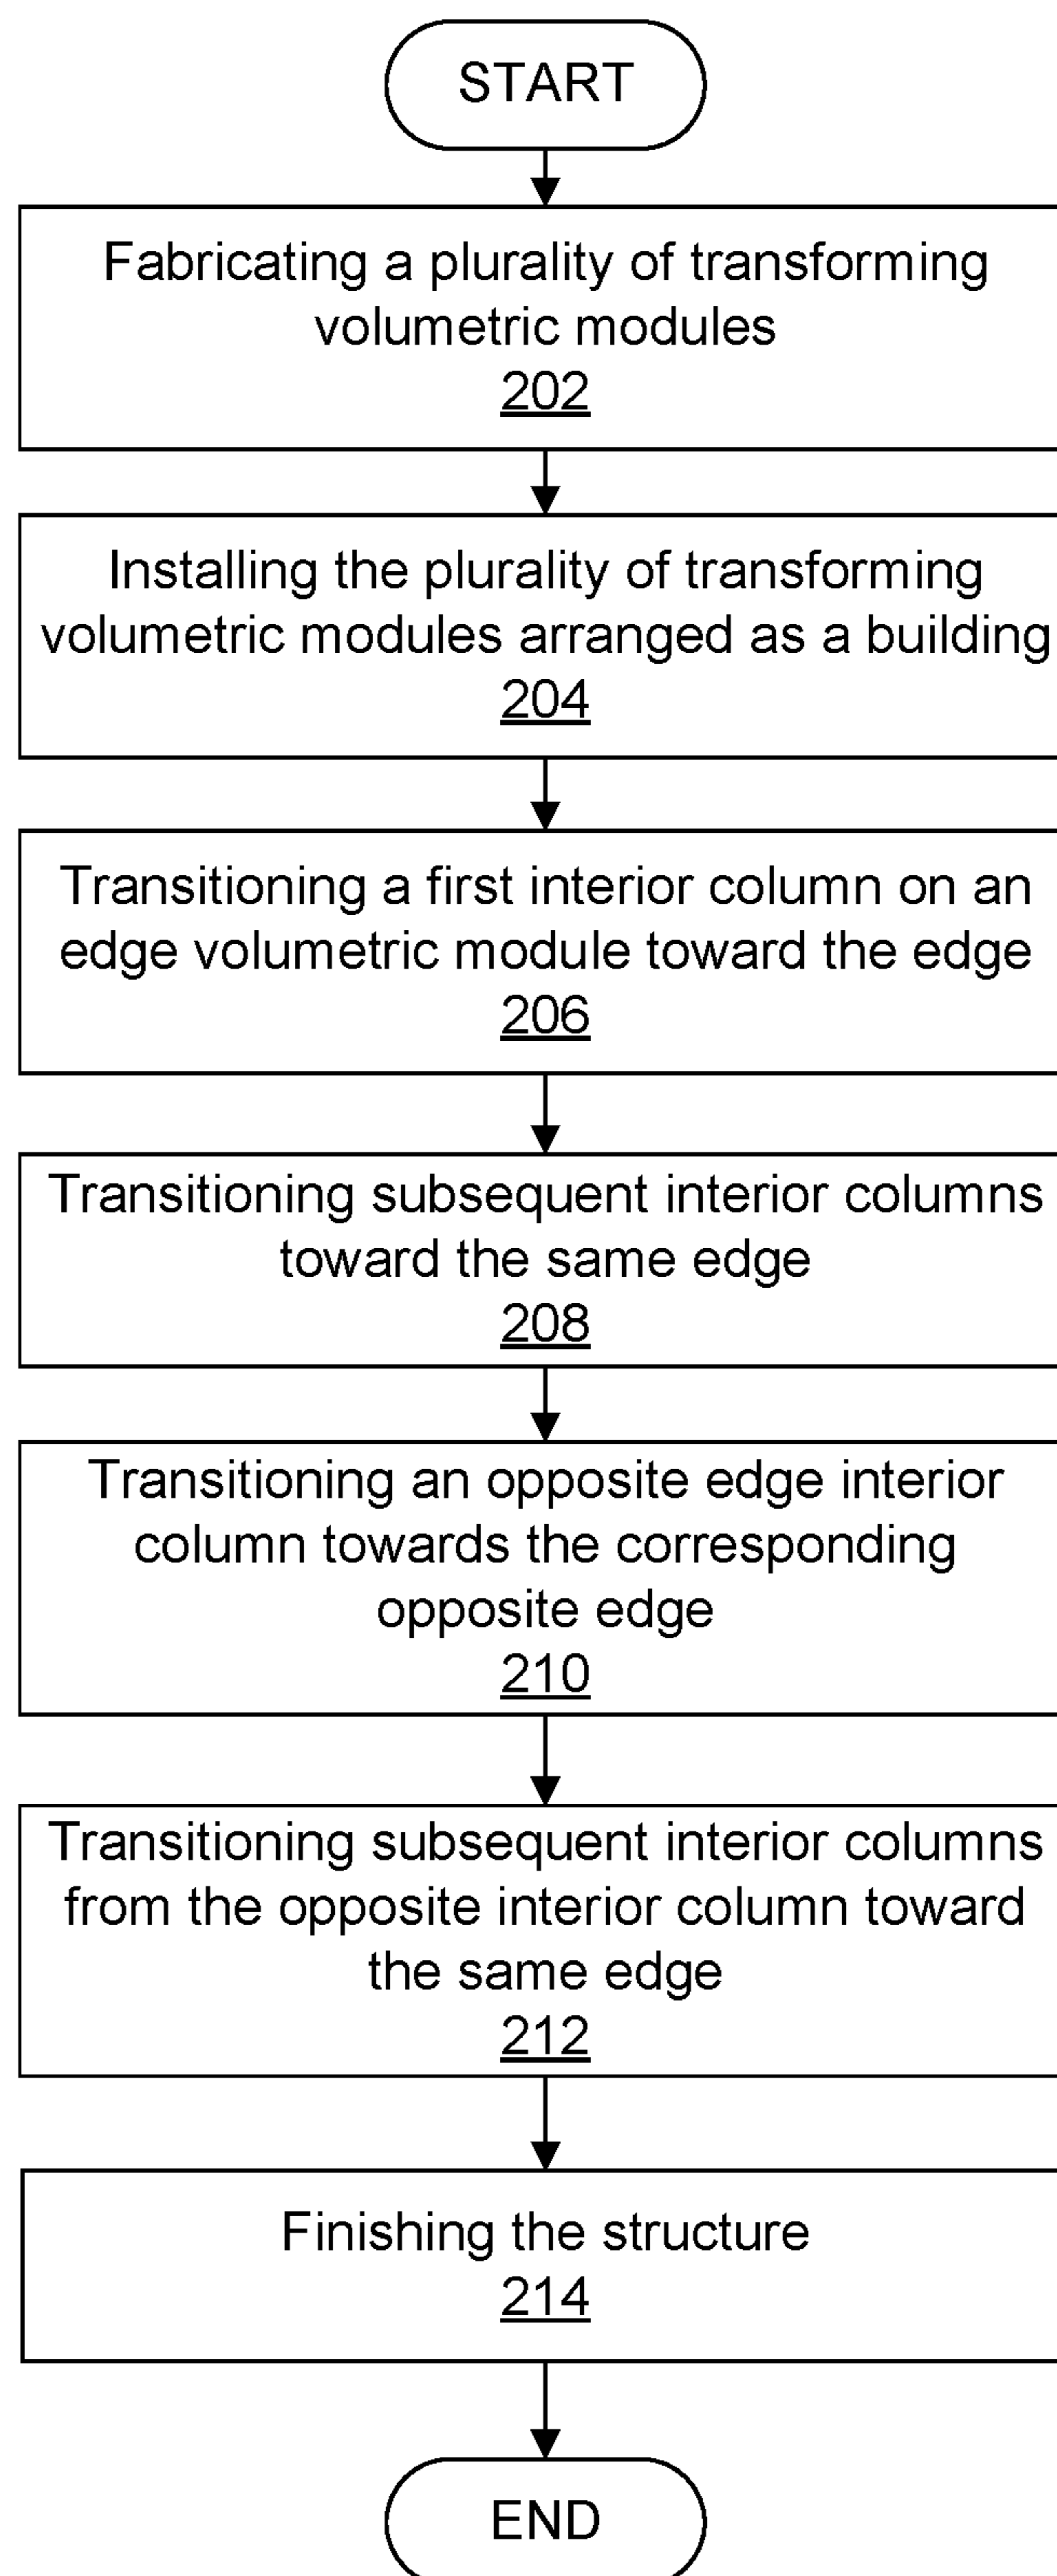 START
Fabricating a plurality of transforming
volumetric modules
202
Installing the plurality of transforming
volumetric modules arranged as a building
204
Transitioning a first interior column on an
edge volumetric module toward the edge
206
Transitioning subsequent interior columns
toward the same edge
208
Transitioning an opposite edge interior
column towards the corresponding
opposite edge
210
Transitioning subsequent interior columns
from the opposite interior column toward
the same edge
212
Finishing the structure
214
END